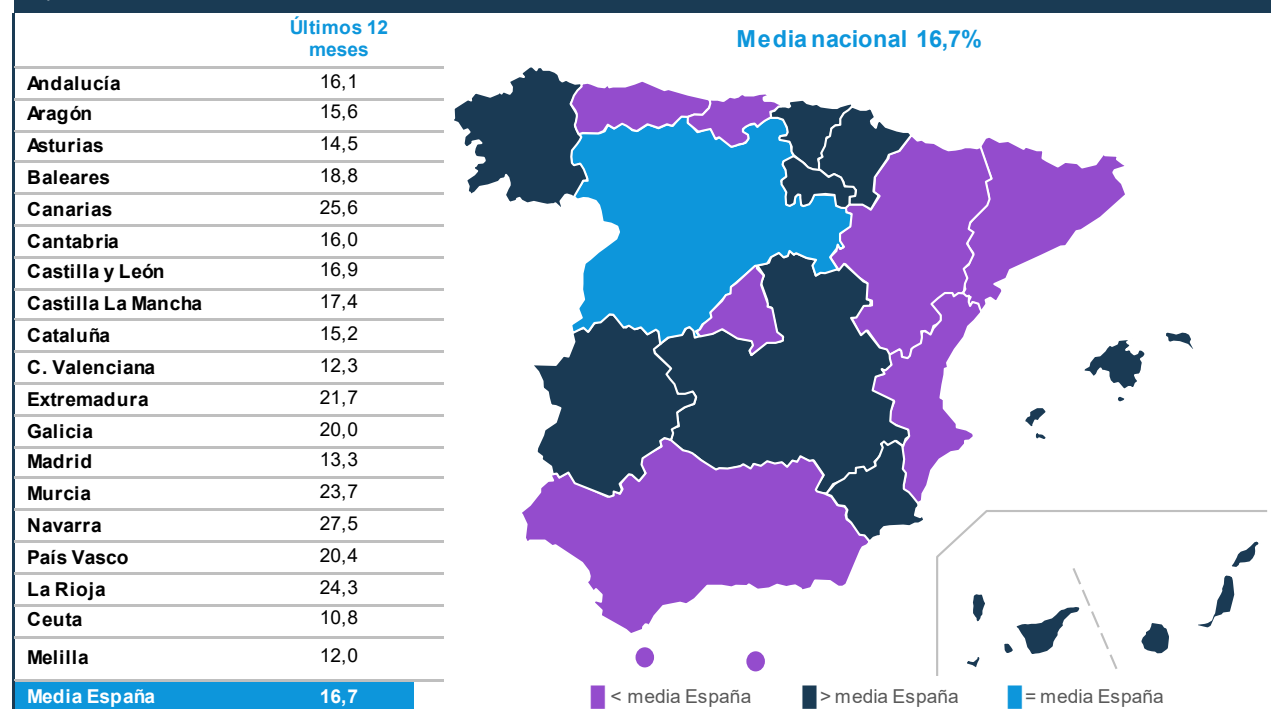 Últimos 12
meses
Media nacional 16,7%
Andalucía 16,1
Aragón 15,6
Asturias 14,5
Baleares 18,8
Canarias 25,6
Cantabria 16,0
Castilla y León 16,9
Castilla La Mancha 17,4
Cataluña 15,2
C. Valenciana 12,3
Extremadura 21,7
Galicia 20,0
Madrid 13,3
Murcia 23,7
Navarra 27,5
País Vasco 20,4
La Rioja 24,3
Ceuta 10,8
Melilla 12,0
Media España 16,7
< media España > media España = media España